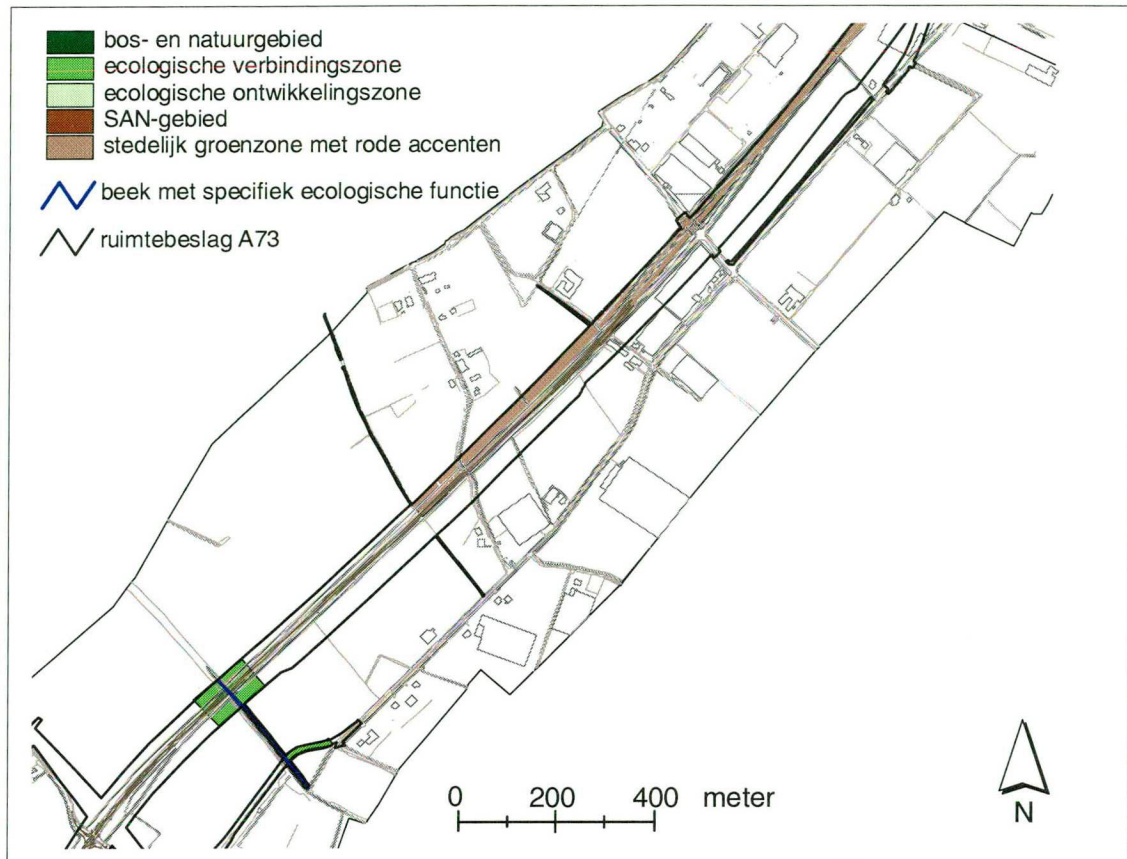 bos- en natuurgebied
ecologische verbindingszone
ecologische ontwikkelingszone
SAN-gebied
stedelijk groenzone met rode accenten
beek met specifiek ecologische functie
ruimtebeslag A73
0 200 400 meter
N